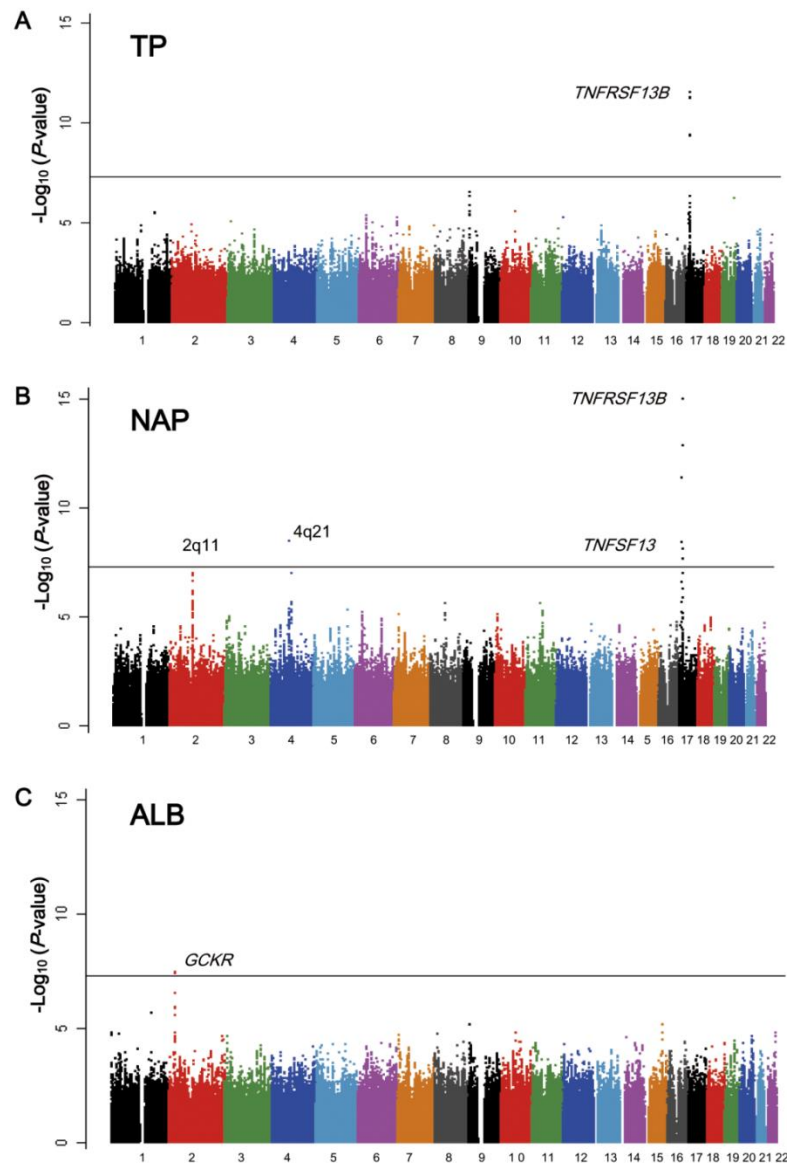 A
TP
TNFRSF13B
-Log10 (P-value)
15
10
5
0
1 2 3 4 5 6 7 8 9 10 11 12 13 14 15 16 17 18 19 20 21 22
B
NAP
TNFRSF13B
2q11
4q21
TNFSF13
-Log10 (P-value)
15
10
5
0
1 2 3 4 5 6 7 8 9 10 11 12 13 14 5 16 17 18 19 20 21 22
C
ALB
GCKR
-Log10 (P-value)
15
10
5
0
1 2 3 4 5 6 7 8 9 1 0 11 12 13 14 15 16 17 18 19 20 21 22